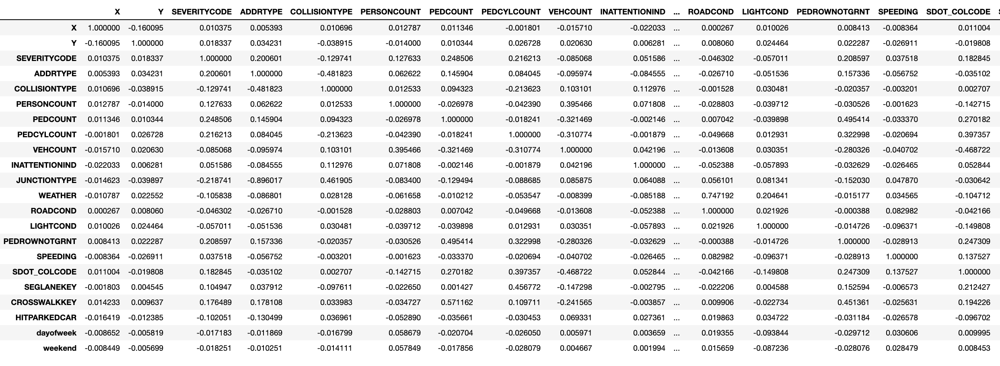 X Y SEVERITYCODE ADDRTYPE COLLISIONTYPE PERSONCOUNT PEDCOUNT PEDCYLCOUNT VEHCOUNT INATTENTIONIND ... ROADCOND LIGHTCOND PEDROWNOTGRNT SPEEDING SDOT_COLCODE
X 1.000000 -0.160095 0.010375 0.005393 0.010696 0.012787 0.011346 -0.001801 -0.015710 -0.022033 ... 0.000267 0.010026 0.008413 -0.008364 0.011004
Y -0.160095 1.000000 0.018337 0.034231 -0.038915 -0.014000 0.010344 0.026728 0.020630 0.006281 ... 0.008060 0.024464 0.022287 -0.026911 -0.019808
SEVERITYCODE 0.010375 0.018337 1.000000 0.200601 -0.129741 0.127633 0.248506 0.216213 -0.085068 0.051586 ... -0.046302 -0.057011 0.208597 0.037518 0.182845
ADDRTYPE 0.005393 0.034231 0.200601 1.000000 -0.481823 0.062622 0.145904 0.084045 -0.095974 -0.084555 ... -0.026710 -0.051536 0.157336 -0.056752 -0.035102
COLLISIONTYPE 0.010696 -0.038915 -0.129741 -0.481823 1.000000 0.012533 0.094323 -0.213623 0.103101 0.112976 ... -0.001528 0.030481 -0.020357 -0.003201 0.002707
PERSONCOUNT 0.012787 -0.014000 0.127633 0.062622 0.012533 1.000000 -0.026978 -0.042390 0.395466 0.071808 ... -0.028803 -0.039712 -0.030526 -0.001623 -0.142715
PEDCOUNT 0.011346 0.010344 0.248506 0.145904 0.094323 -0.026978 1.000000 -0.018241 -0.321469 -0.002146 ... 0.007042 -0.039898 0.495414 -0.033370 0.270182
PEDCYLCOUNT -0.001801 0.026728 0.216213 0.084045 -0.213623 -0.042390 -0.018241 1.000000 -0.310774 -0.001879 ... -0.049668 0.012931 0.322998 -0.020694 0.397357
VEHCOUNT -0.015710 0.020630 -0.085068 -0.095974 0.103101 0.395466 -0.321469 -0.310774 1.000000 0.042196 ... -0.013608 0.030351 -0.280326 -0.040702 -0.468722
INATTENTIONIND -0.022033 0.006281 0.051586 -0.084555 0.112976 0.071808 -0.002146 -0.001879 0.042196 1.000000 ... -0.052388 -0.057893 -0.032629 -0.026465 0.052844
JUNCTIONTYPE -0.014623 -0.039897 -0.218741 -0.896017 0.461905 -0.083400 -0.129494 -0.088685 0.085875 0.064088 ... 0.056101 0.081341 -0.152030 0.047870 -0.030642
WEATHER -0.010787 0.022552 -0.105838 -0.086801 0.028128 -0.061658 -0.010212 -0.053547 -0.008399 -0.085188 ... 0.747192 0.204641 -0.015177 0.034565 -0.104712
ROADCOND 0.000267 0.008060 -0.046302 -0.026710 -0.001528 -0.028803 0.007042 -0.049668 -0.013608 -0.052388 ... 1.000000 0.021926 -0.000388 0.082982 -0.042166
LIGHTCOND 0.010026 0.024464 -0.057011 -0.051536 0.030481 -0.039712 -0.039898 0.012931 0.030351 -0.057893 ... 0.021926 1.000000 -0.014726 -0.096371 -0.149808
PEDROWNOTGRNT 0.008413 0.022287 0.208597 0.157336 -0.020357 -0.030526 0.495414 0.322998 -0.280326 -0.032629 ... -0.000388 -0.014726 1.000000 -0.028913 0.247309
SPEEDING -0.008364 -0.026911 0.037518 -0.056752 -0.003201 -0.001623 -0.033370 -0.020694 -0.040702 -0.026465 ... 0.082982 -0.096371 -0.028913 1.000000 0.137527
SDOT_COLCODE 0.011004 -0.019808 0.182845 -0.035102 0.002707 -0.142715 0.270182 0.397357 -0.468722 0.052844 ... -0.042166 -0.149808 0.247309 0.137527 1.000000
SEGLANEKEY -0.001803 0.004545 0.104947 0.037912 -0.097611 -0.022650 0.001427 0.456772 -0.147298 -0.002795 ... -0.022206 0.004588 0.152594 -0.006573 0.212427
CROSSWALKKEY 0.014233 0.009637 0.176489 0.178108 0.033983 -0.034727 0.571162 0.109711 -0.241565 -0.003857 ... 0.009906 -0.022734 0.451361 -0.025631 0.194226
HITPARKEDCAR -0.016419 -0.012385 -0.102051 -0.130499 0.036961 -0.052890 -0.035661 -0.030453 0.069331 0.027361 ... 0.019863 0.034722 -0.031184 -0.026578 -0.096702
dayofweek -0.008652 -0.005819 -0.017183 -0.011869 -0.016799 0.058679 -0.020704 -0.026050 0.005971 0.003659 ... 0.019355 -0.093844 -0.029712 0.030606 0.009995
weekend -0.008449 -0.005699 -0.018251 -0.010251 -0.014111 0.057849 -0.017856 -0.028079 0.004667 0.001994 ... 0.015659 -0.087236 -0.028076 0.028479 0.008453